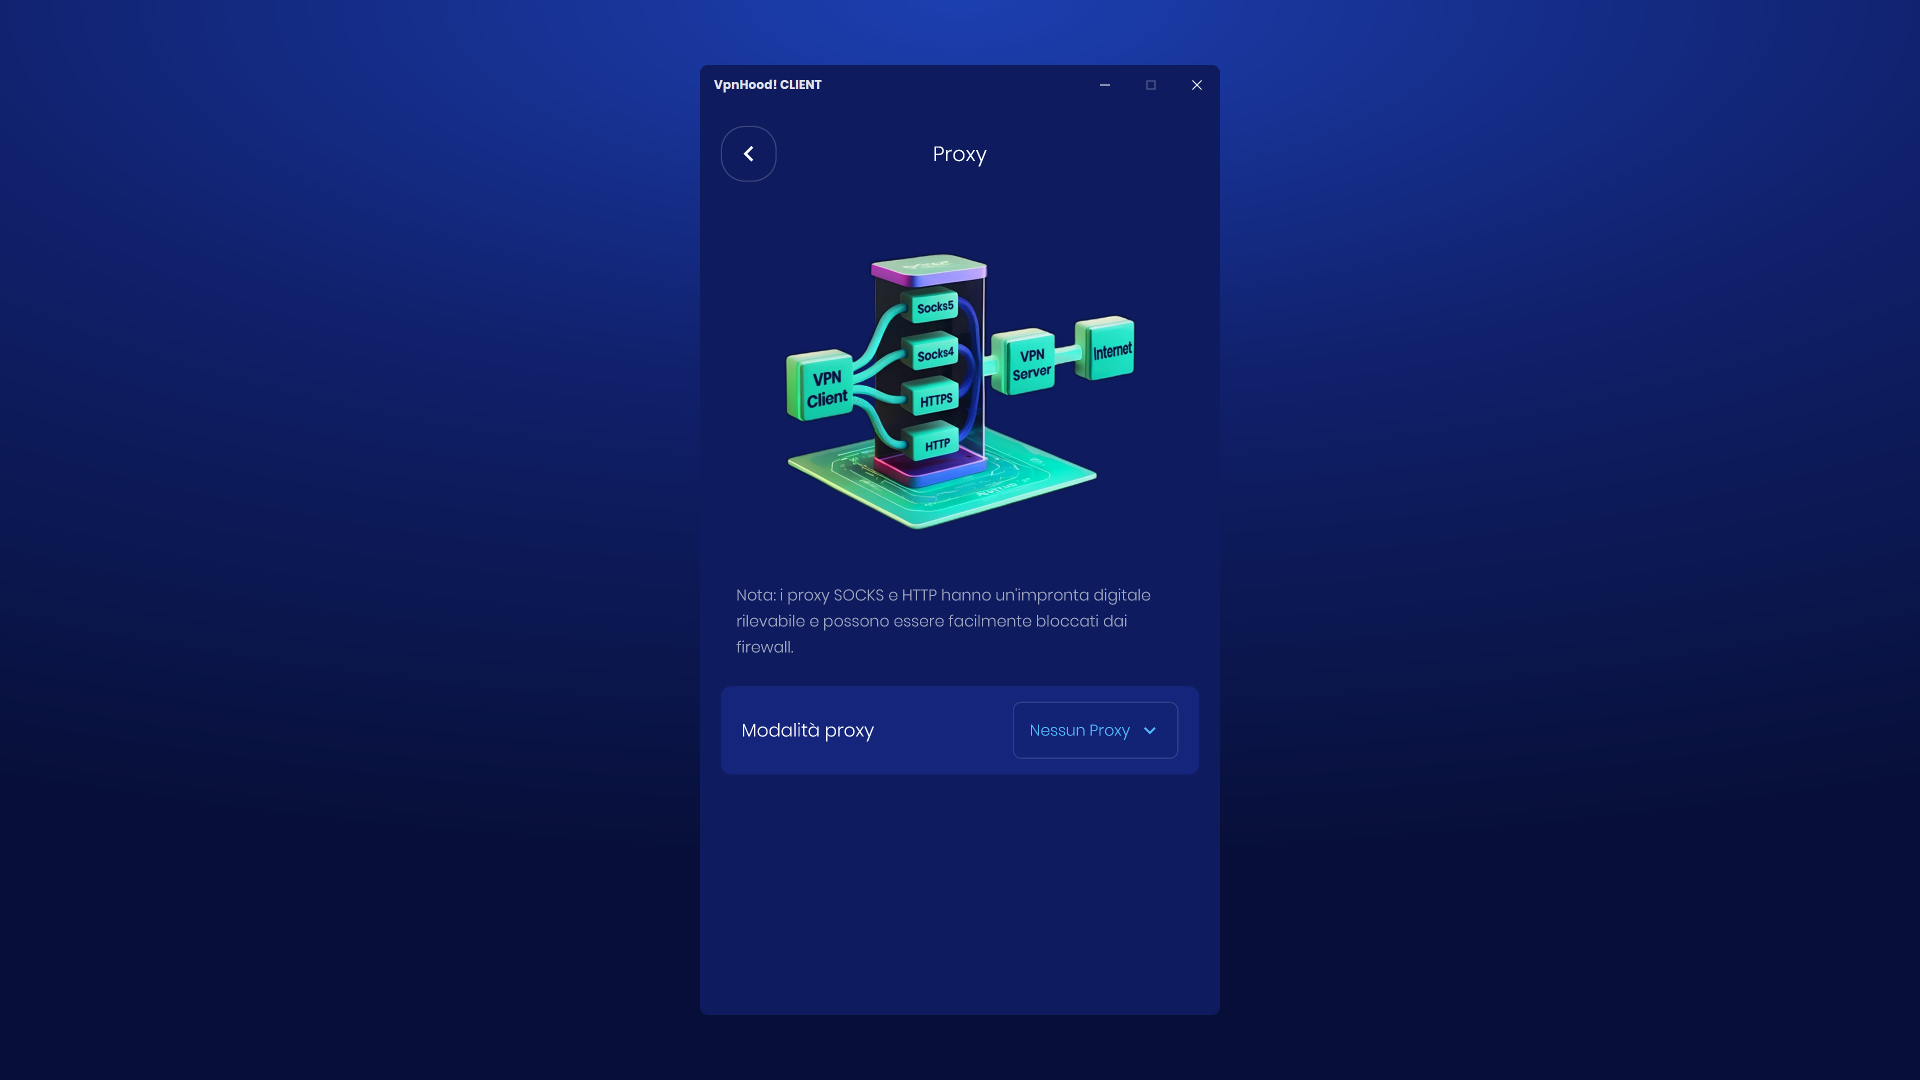 VpnHood! CLIENT
Proxy
Socks5
Socks4
HTTPS
HTTP
VPN
Client
VPN
Server
Internet
Nota: i proxy SOCKS e HTTP hanno un'impronta digitale
rilevabile e possono essere facilmente bloccati dai
firewall.
Modalità proxy
Nessun Proxy